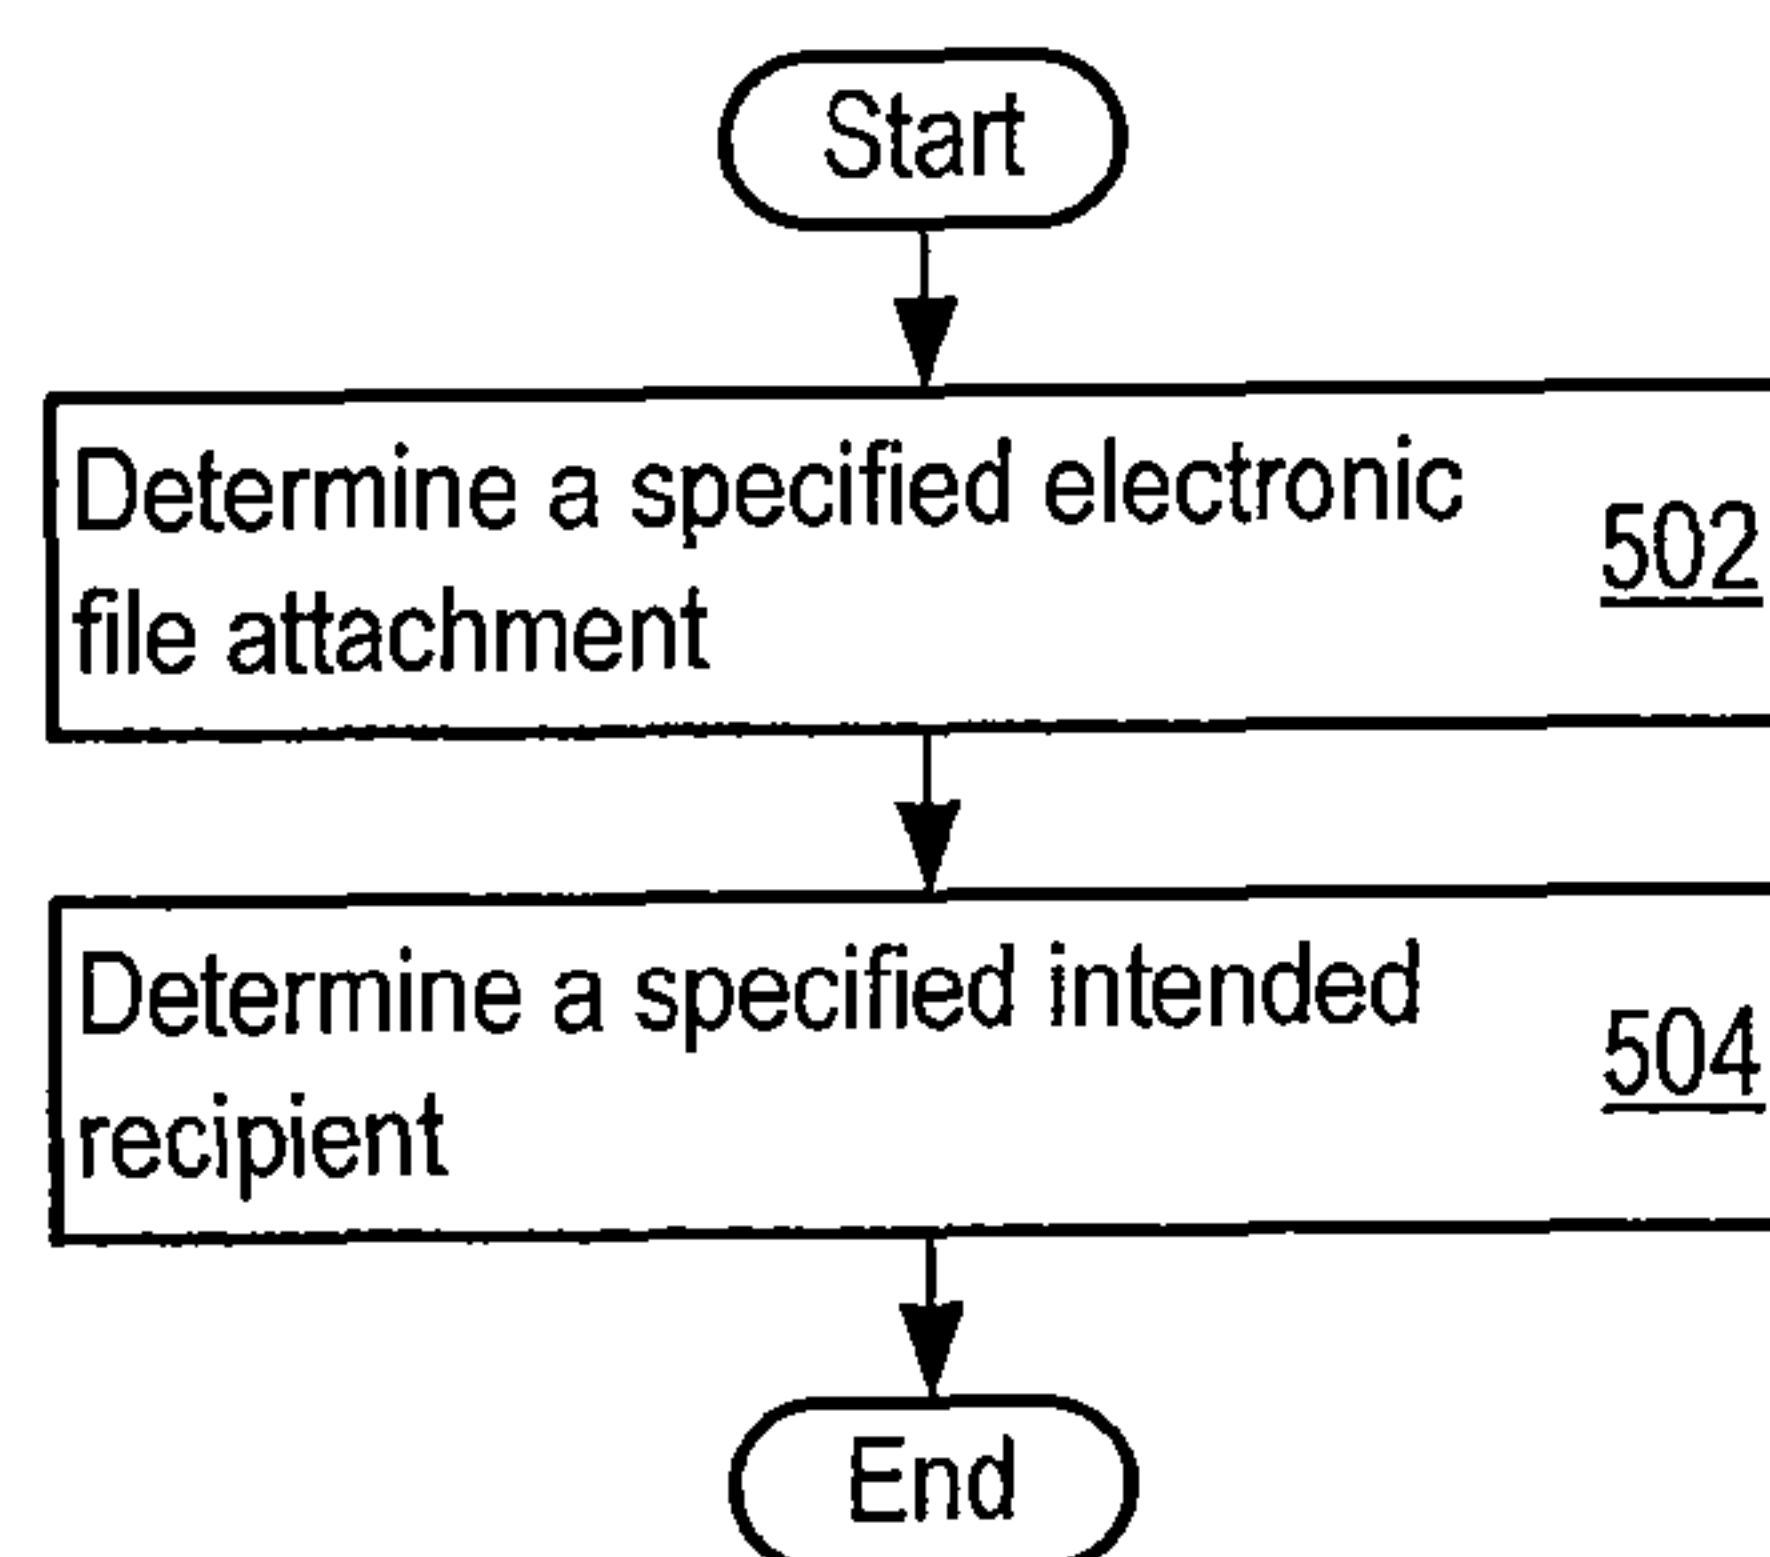 Start
Determine a specified electronic
file attachment
502
Determine a specified intended
recipient
504
End